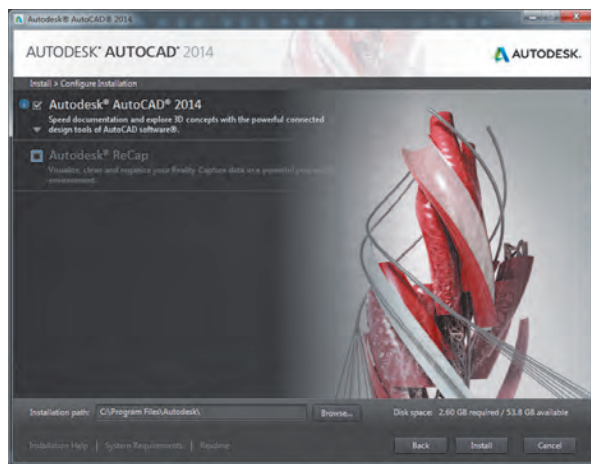 Autodesk® AutoCAD® 2014
AUTODESK® AUTOCAD® 2014
AUTODESK.
Install > Configure Installation
Autodesk® AutoCAD® 2014
Speed documentation and explore 3D concepts with the powerful connected
design tools of AutoCAD software®.
Autodesk® ReCap
Visualize, clean and organize your Reality Capture data in a powerful
environment.
Installation path: C:\Program Files\Autodesk\ Browse... Disk space: 2.60 GB required / 53.8 GB available
Installation Help | System Requirements | Readme Back Install Cancel